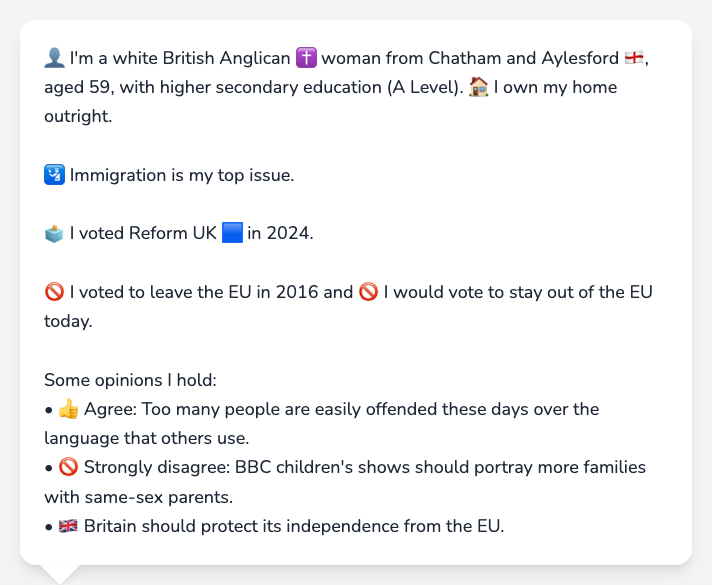 👤 I'm a white British Anglican ✝️ woman from Chatham and Aylesford 🏴󠁧󠁢󠁥󠁮󠁧󠁿,
aged 59, with higher secondary education (A Level). 🏠 I own my home
outright.
🛂 Immigration is my top issue.
🗳️ I voted Reform UK 🟦 in 2024.
🚫 I voted to leave the EU in 2016 and 🚫 I would vote to stay out of the EU
today.
Some opinions I hold:
• 👍 Agree: Too many people are easily offended these days over the
language that others use.
• 🚫 Strongly disagree: BBC children's shows should portray more families
with same-sex parents.
• 🇬🇧 Britain should protect its independence from the EU.